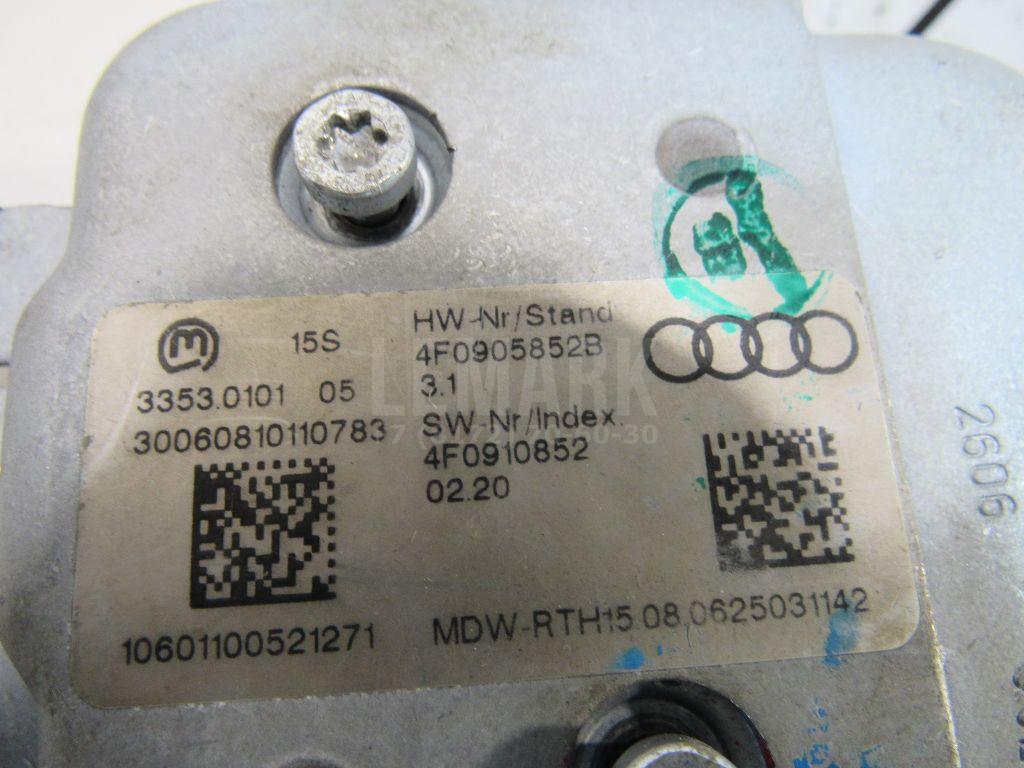 M 15S
3353.0101 05
30060810110783
10601100521271
HW-Nr/Stand
4F0905852B
3.1
SW-Nr/Index.
4F0910852
02.20
MDW-RTH15 08.0625031142
LEMARK
2606